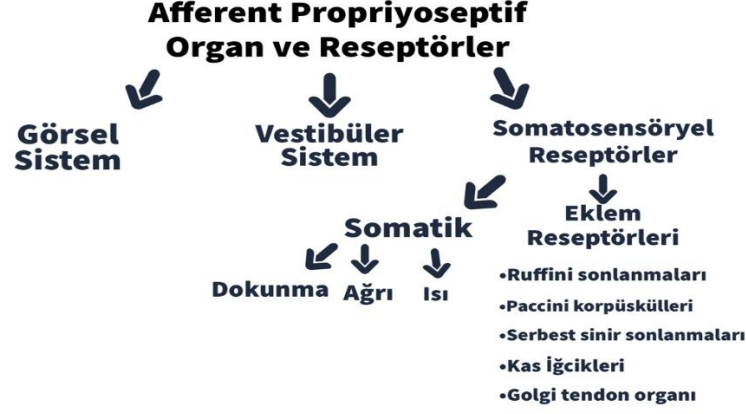 Afferent Propriyoseptif
Organ ve Reseptörler
Görsel
Sistem
Vestibüler
Sistem
Somatosensöryel
Reseptörler
Somatik
Eklem
Reseptörleri
Dokunma
Ağrı
Isı
•Ruffini sonlanmaları
•Paccini korpüskülleri
•Serbest sinir sonlanmaları
•Kas İğcikleri
•Golgi tendon organı